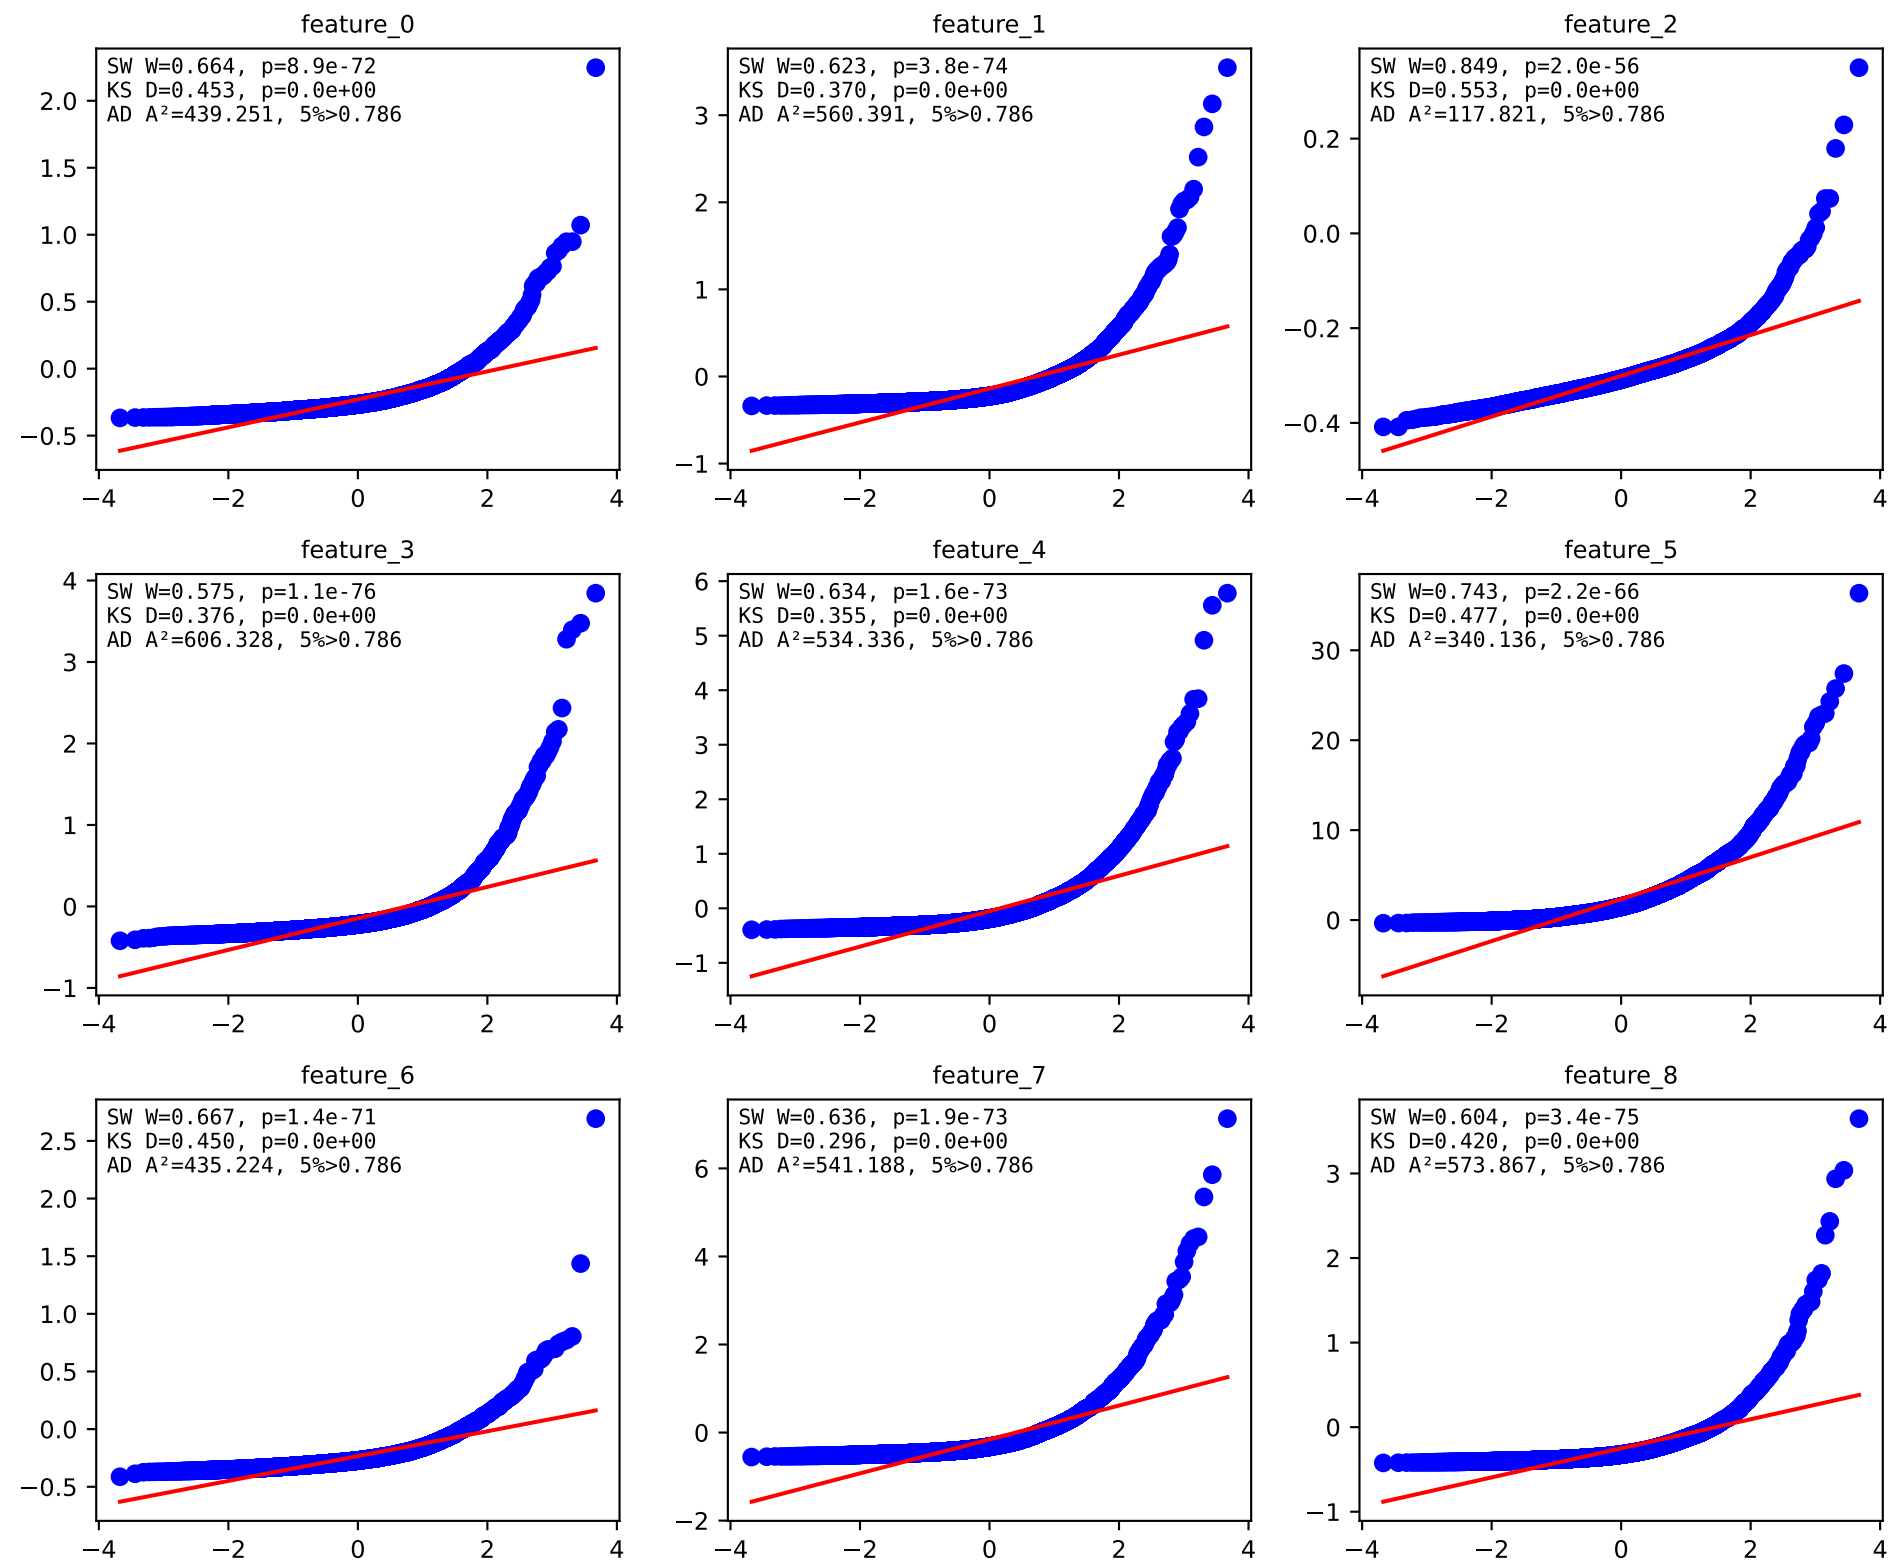 feature_0
SW W=0.664, p=8.9e-72
KS D=0.453, p=0.0e+00
AD A²=439.251, 5%>0.786
2.0
1.5
1.0
0.5
0.0
−0.5
−4 −2 0 2 4
feature_1
SW W=0.623, p=3.8e-74
KS D=0.370, p=0.0e+00
AD A²=560.391, 5%>0.786
3
2
1
0
−1
−4 −2 0 2 4
feature_2
SW W=0.849, p=2.0e-56
KS D=0.553, p=0.0e+00
AD A²=117.821, 5%>0.786
0.2
0.0
−0.2
−0.4
−4 −2 0 2 4
feature_3
SW W=0.575, p=1.1e-76
KS D=0.376, p=0.0e+00
AD A²=606.328, 5%>0.786
4
3
2
1
0
−1
−4 −2 0 2 4
feature_4
SW W=0.634, p=1.6e-73
KS D=0.355, p=0.0e+00
AD A²=534.336, 5%>0.786
6
5
4
3
2
1
0
−1
−4 −2 0 2 4
feature_5
SW W=0.743, p=2.2e-66
KS D=0.477, p=0.0e+00
AD A²=340.136, 5%>0.786
30
20
10
0
−4 −2 0 2 4
feature_6
SW W=0.667, p=1.4e-71
KS D=0.450, p=0.0e+00
AD A²=435.224, 5%>0.786
2.5
2.0
1.5
1.0
0.5
0.0
−0.5
−4 −2 0 2 4
feature_7
SW W=0.636, p=1.9e-73
KS D=0.296, p=0.0e+00
AD A²=541.188, 5%>0.786
6
4
2
0
−2
−4 −2 0 2 4
feature_8
SW W=0.604, p=3.4e-75
KS D=0.420, p=0.0e+00
AD A²=573.867, 5%>0.786
3
2
1
0
−1
−4 −2 0 2 4